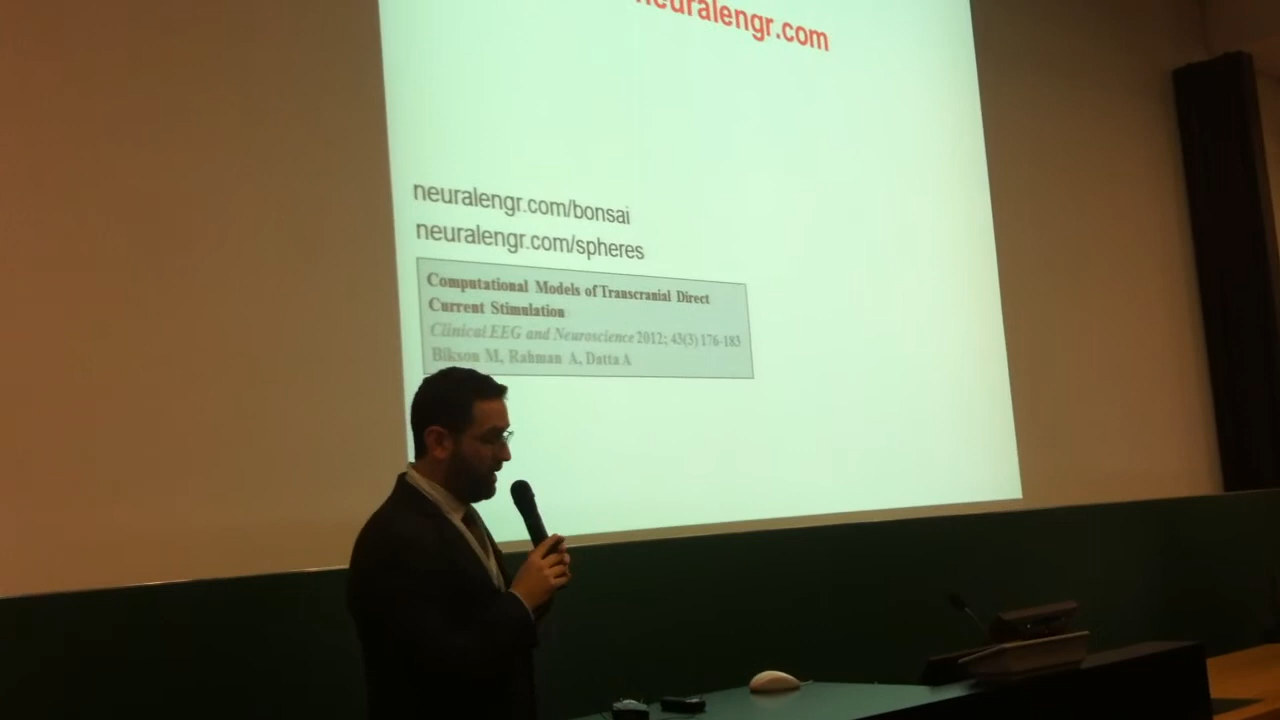 neuralengr.com
neuralengr.com/bonsai
neuralengr.com/spheres
Computational Models of Transcranial Direct
Current Stimulation
Clinical EEG and Neuroscience 2012; 43(3) 176-183
Bikson M, Rahman A, Datta A